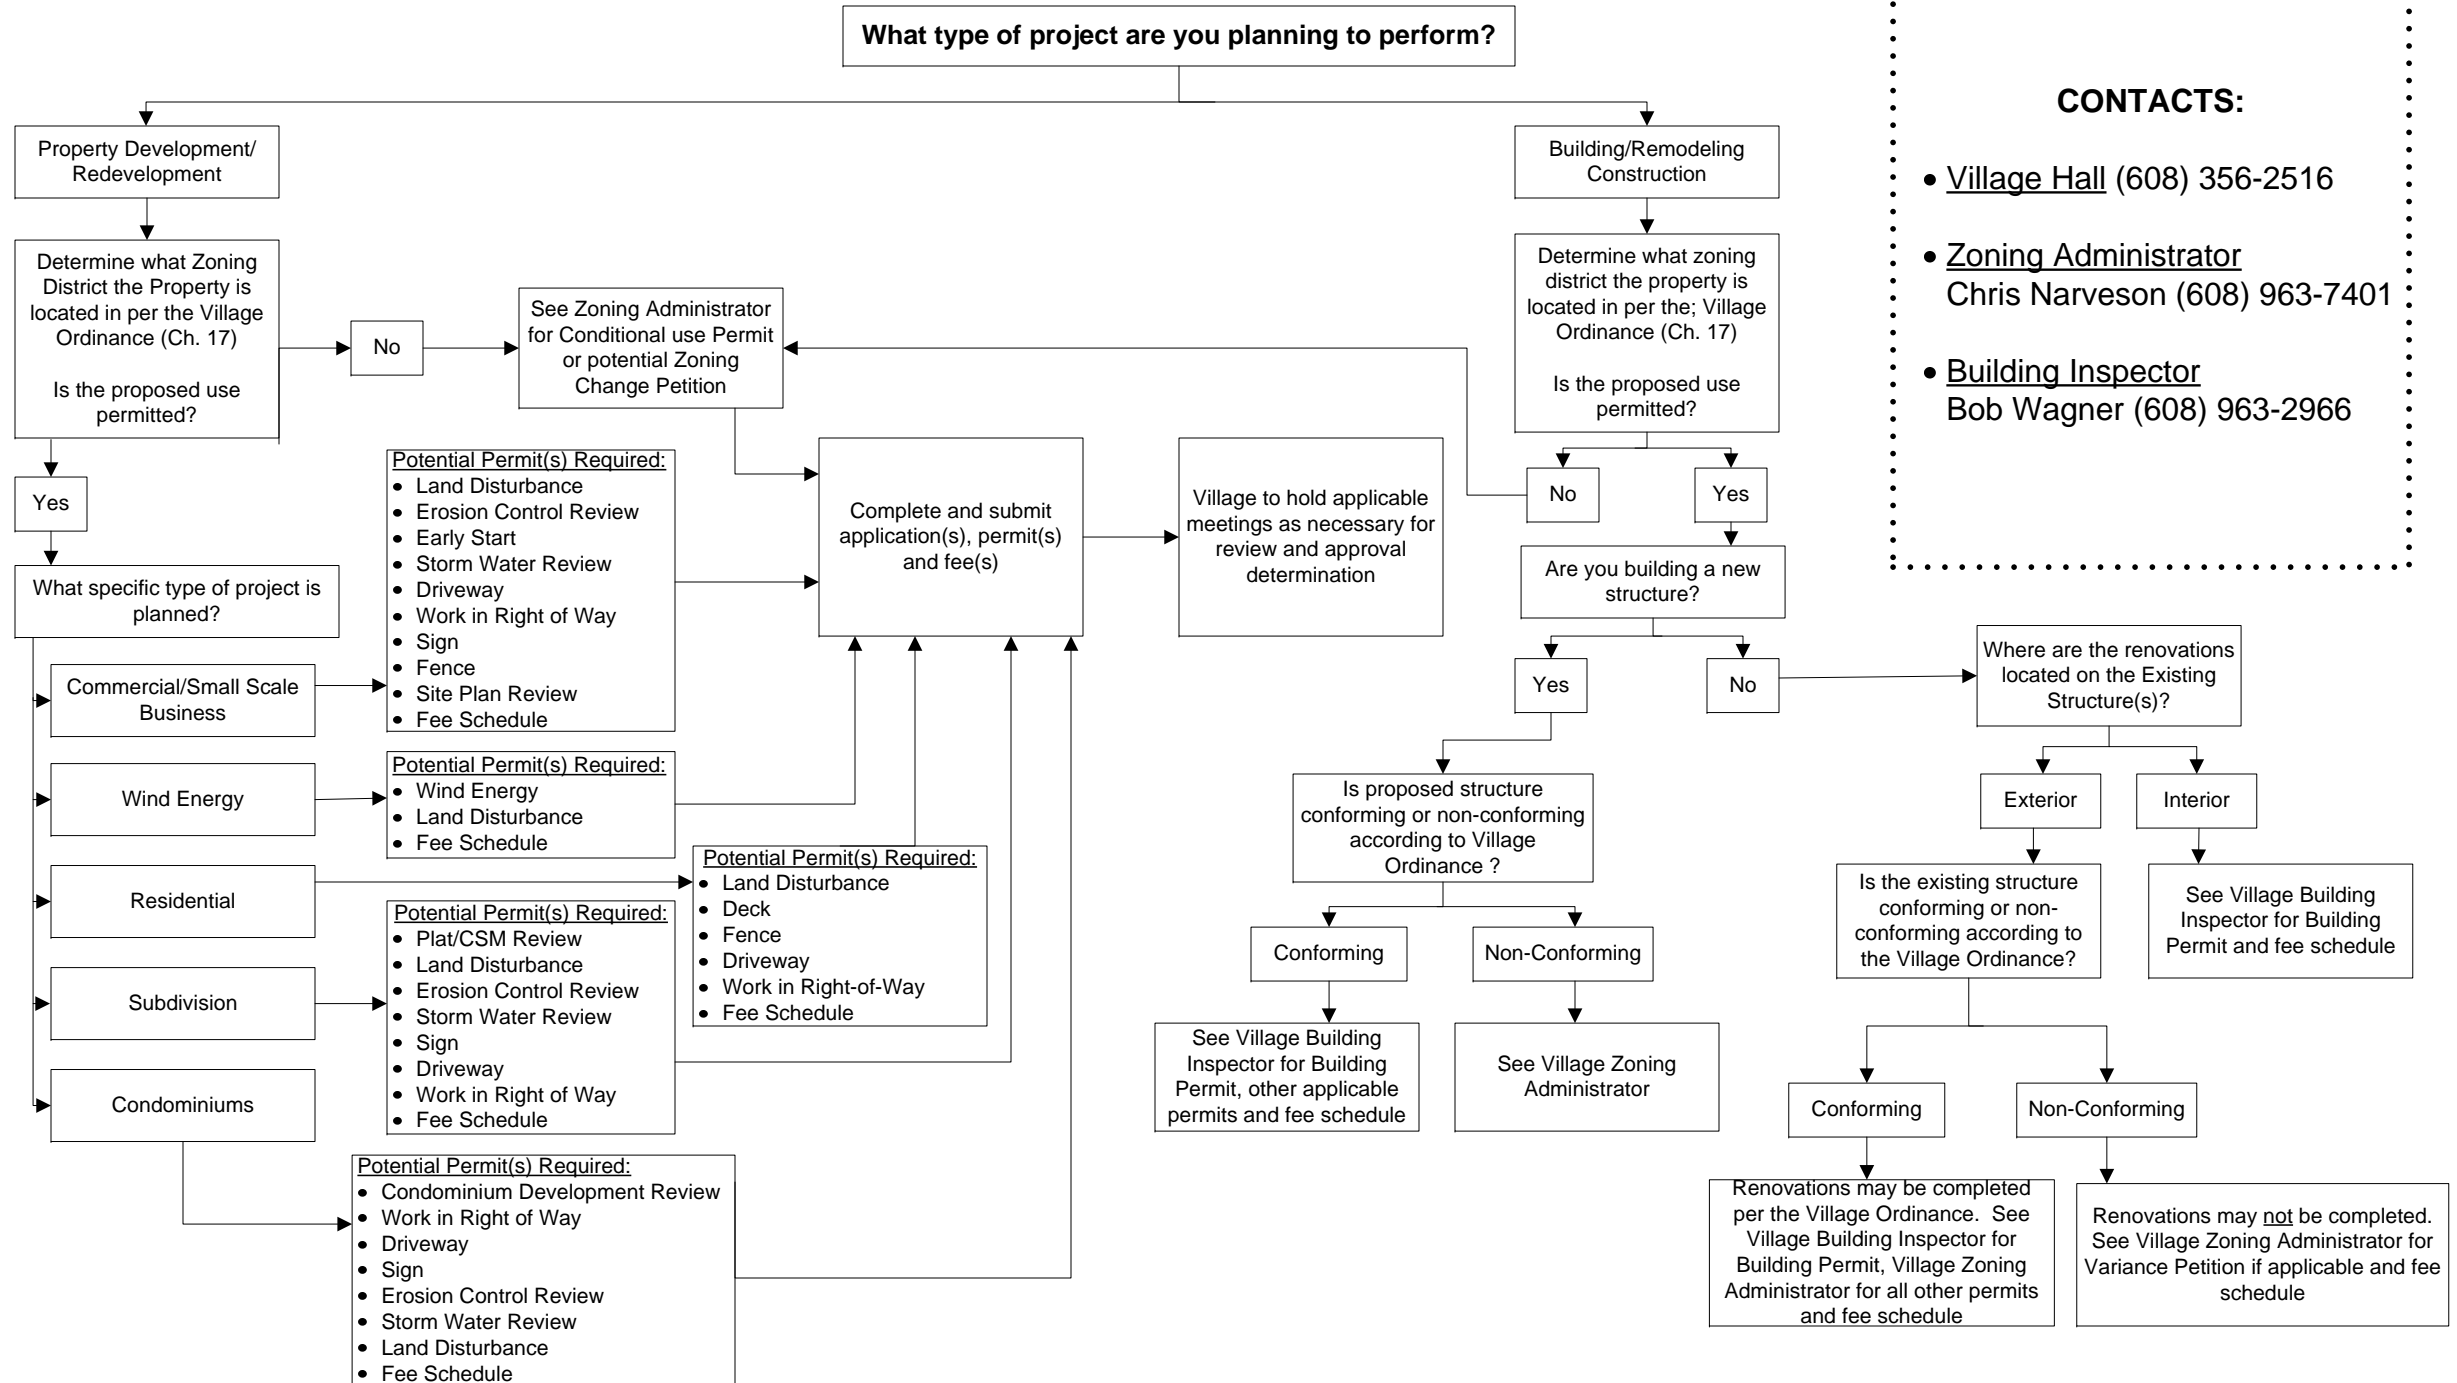 What type of project are you planning to perform?
Property Development/
Redevelopment
Determine what Zoning
District the Property is
located in per the Village
Ordinance (Ch. 17)
Is the proposed use
permitted?
No
See Zoning Administrator
for Conditional use Permit
or potential Zoning
Change Petition
Yes
What specific type of project is
planned?
Commercial/Small Scale
Business
Wind Energy
Residential
Subdivision
Condominiums
Potential Permit(s) Required:
• Land Disturbance
• Erosion Control Review
• Early Start
• Storm Water Review
• Driveway
• Work in Right of Way
• Sign
• Fence
• Site Plan Review
• Fee Schedule
Potential Permit(s) Required:
• Wind Energy
• Land Disturbance
• Fee Schedule
Potential Permit(s) Required:
• Land Disturbance
• Deck
• Fence
• Driveway
• Work in Right-of-Way
• Fee Schedule
Potential Permit(s) Required:
• Plat/CSM Review
• Land Disturbance
• Erosion Control Review
• Storm Water Review
• Sign
• Driveway
• Work in Right of Way
• Fee Schedule
Potential Permit(s) Required:
• Condominium Development Review
• Work in Right of Way
• Driveway
• Sign
• Erosion Control Review
• Storm Water Review
• Land Disturbance
• Fee Schedule
Complete and submit
application(s), permit(s)
and fee(s)
Village to hold applicable
meetings as necessary for
review and approval
determination
Building/Remodeling
Construction
Determine what zoning
district the property is
located in per the; Village
Ordinance (Ch. 17)
Is the proposed use
permitted?
No
Yes
Are you building a new
structure?
Yes
No
Is proposed structure
conforming or non-conforming
according to Village
Ordinance ?
Conforming
Non-Conforming
See Village Building
Inspector for Building
Permit, other applicable
permits and fee schedule
See Village Zoning
Administrator
Where are the renovations
located on the Existing
Structure(s)?
Exterior
Interior
Is the existing structure
conforming or non-
conforming according to
the Village Ordinance?
See Village Building
Inspector for Building
Permit and fee schedule
Conforming
Non-Conforming
Renovations may be completed
per the Village Ordinance. See
Village Building Inspector for
Building Permit, Village Zoning
Administrator for all other permits
and fee schedule
Renovations may not be completed.
See Village Zoning Administrator for
Variance Petition if applicable and fee
schedule
CONTACTS:
• Village Hall (608) 356-2516
• Zoning Administrator
Chris Narveson (608) 963-7401
• Building Inspector
Bob Wagner (608) 963-2966